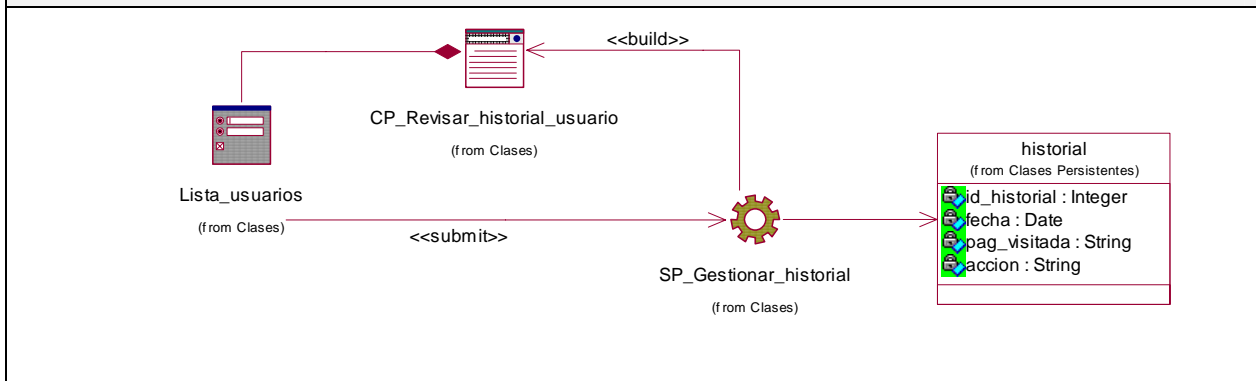 <<build>>
CP_Revisar_historial_usuario
(from Clases)
Lista_usuarios
(from Clases)
<<submit>>
SP_Gestionar_historial
(from Clases)
historial
(from Clases Persistentes)
id_historial : Integer
fecha : Date
pag_visitada : String
accion : String